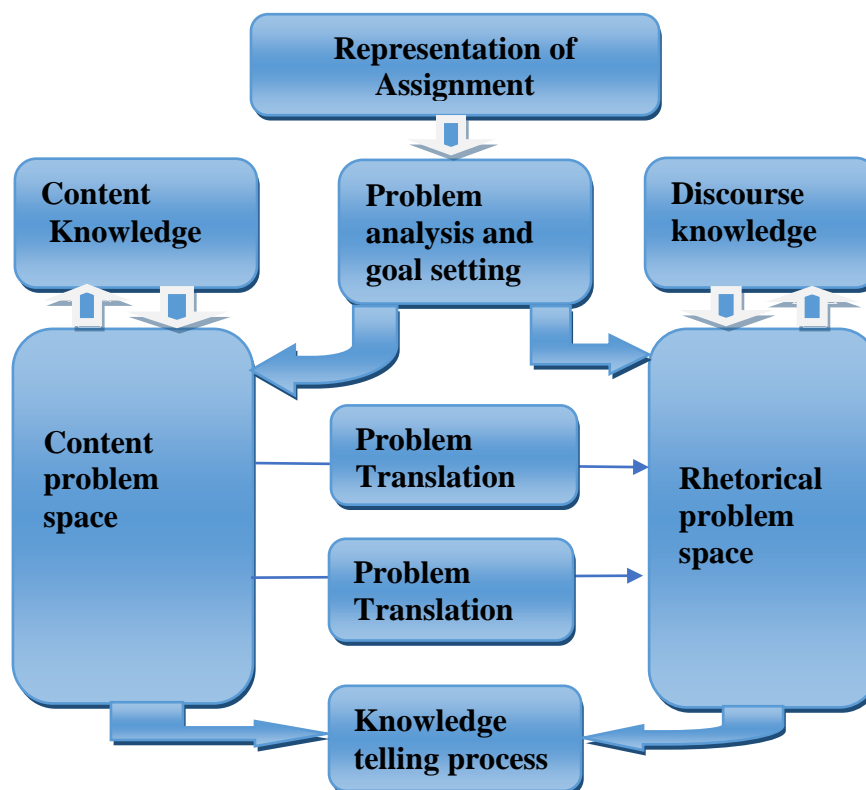 Representation of
Assignment
Content
Knowledge
Problem
analysis and
goal setting
Discourse
knowledge
Content
problem
space
Problem
Translation
Rhetorical
problem
space
Problem
Translation
Knowledge
telling process